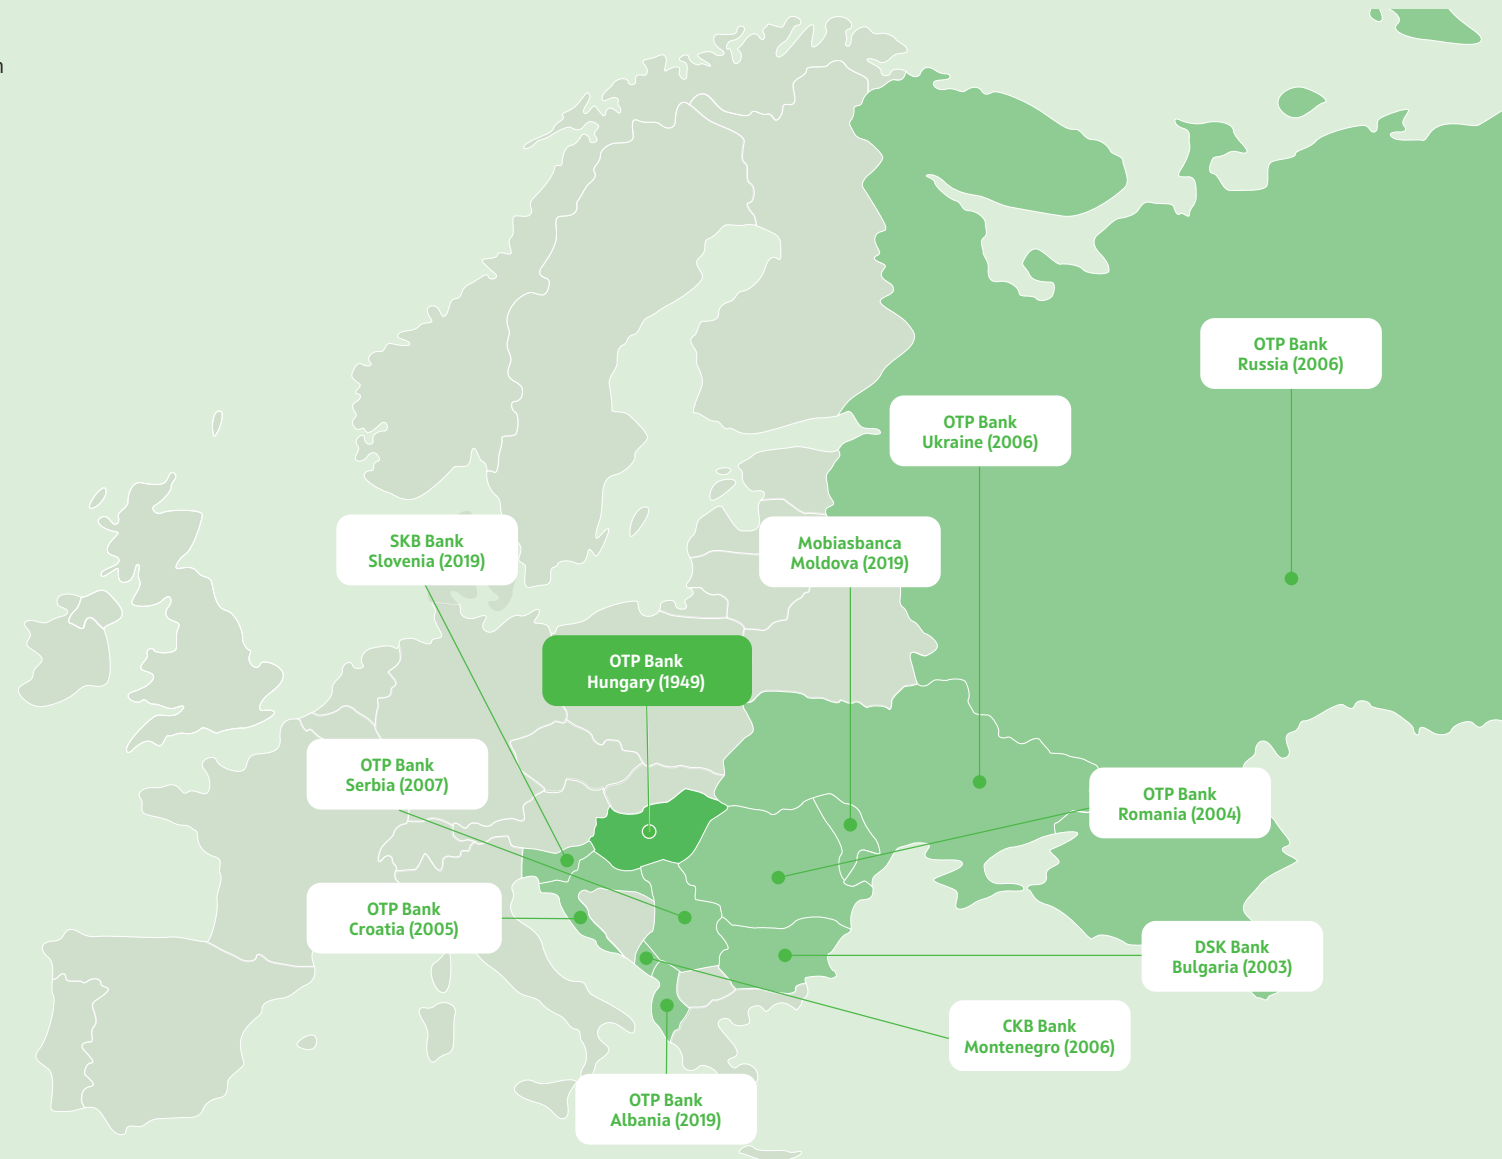 n
OTP Bank
Russia (2006)
OTP Bank
Ukraine (2006)
SKB Bank
Slovenia (2019)
Mobiasbanca
Moldova (2019)
OTP Bank
Hungary (1949)
OTP Bank
Serbia (2007)
OTP Bank
Romania (2004)
OTP Bank
Croatia (2005)
DSK Bank
Bulgaria (2003)
CKB Bank
Montenegro (2006)
OTP Bank
Albania (2019)